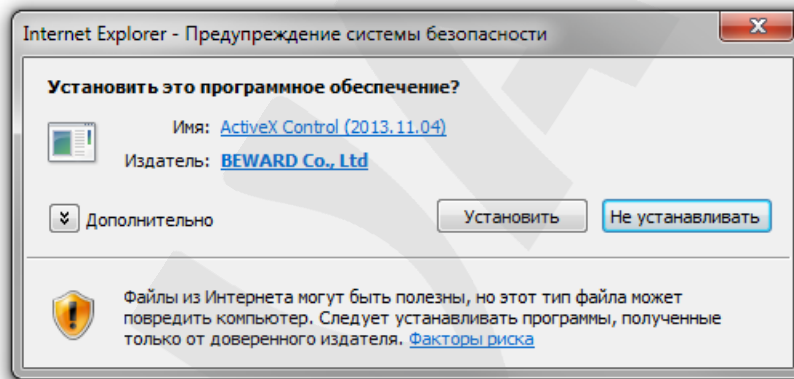 Internet Explorer - Предупреждение системы безопасности
Установить это программное обеспечение?
Имя: ActiveX Control (2013.11.04)
Издатель: BEWARD Co., Ltd
Дополнительно
Установить
Не устанавливать
Файлы из Интернета могут быть полезны, но этот тип файла может
повредить компьютер. Следует устанавливать программы, полученные
только от доверенного издателя. Факторы риска